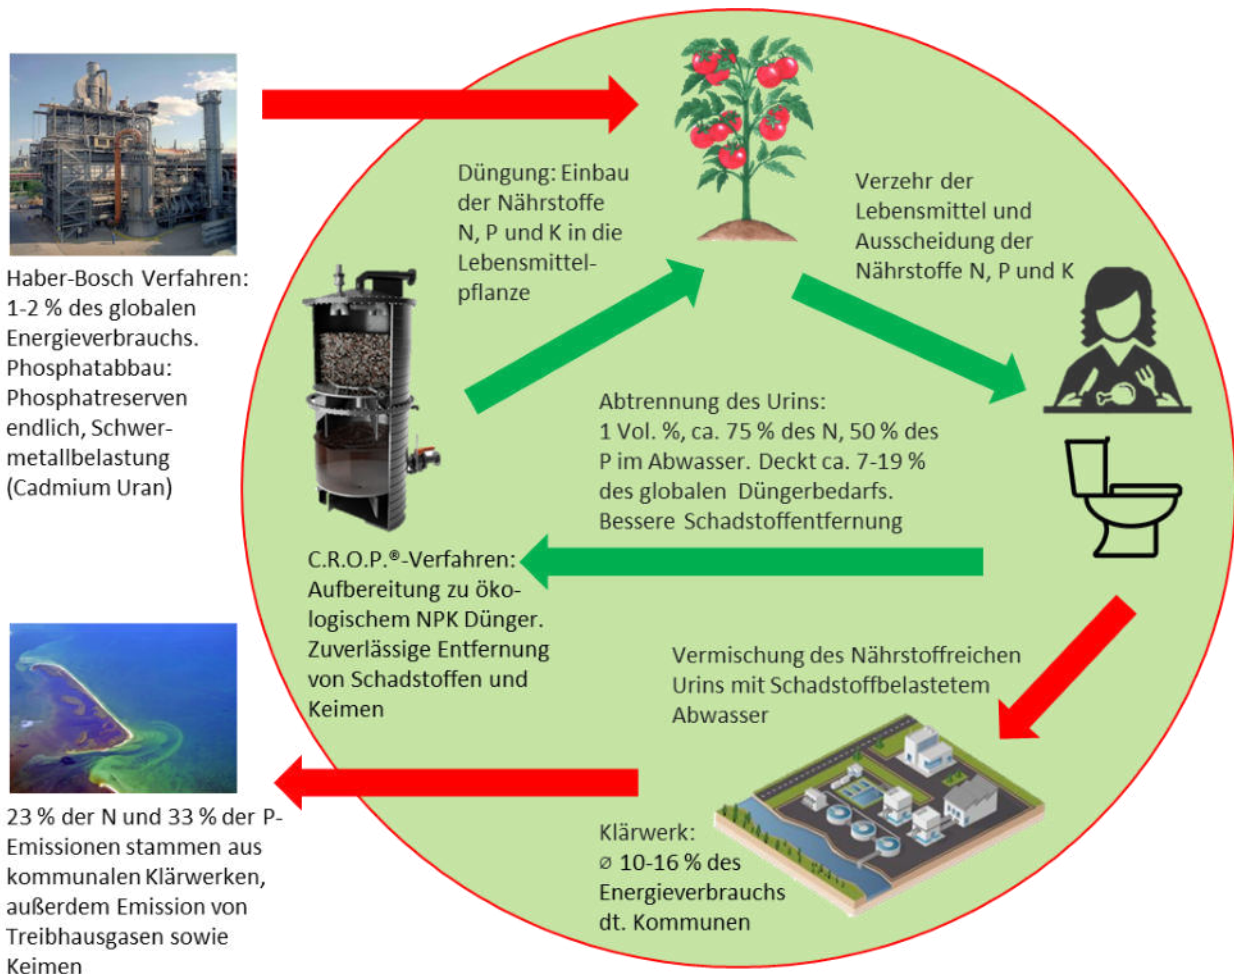 Düngung: Einbau
der Nährstoffe
N, P und K in die
Lebensmittel-
pflanze
Verzehr der
Lebensmittel und
Ausscheidung der
Nährstoffe N, P und K
Haber-Bosch Verfahren:
1-2 % des globalen
Energieverbrauchs.
Phosphatabbau:
Phosphatreserven
endlich, Schwer-
metallbelastung
(Cadmium Uran)
Abtrennung des Urins:
1 Vol. %, ca. 75 % des N, 50 % des
P im Abwasser. Deckt ca. 7-19 %
des globalen Düngerbedarfs.
Bessere Schadstoffentfernung
C.R.O.P.®-Verfahren:
Aufbereitung zu öko-
logischem NPK Dünger.
Zuverlässige Entfernung
von Schadstoffen und
Keimen
Vermischung des Nährstoffreichen
Urins mit Schadstoffbelastetem
Abwasser
23 % der N und 33 % der P-
Emissionen stammen aus
kommunalen Klärwerken,
außerdem Emission von
Treibhausgasen sowie
Keimen
Klärwerk:
⌀ 10-16 % des
Energieverbrauchs
dt. Kommunen